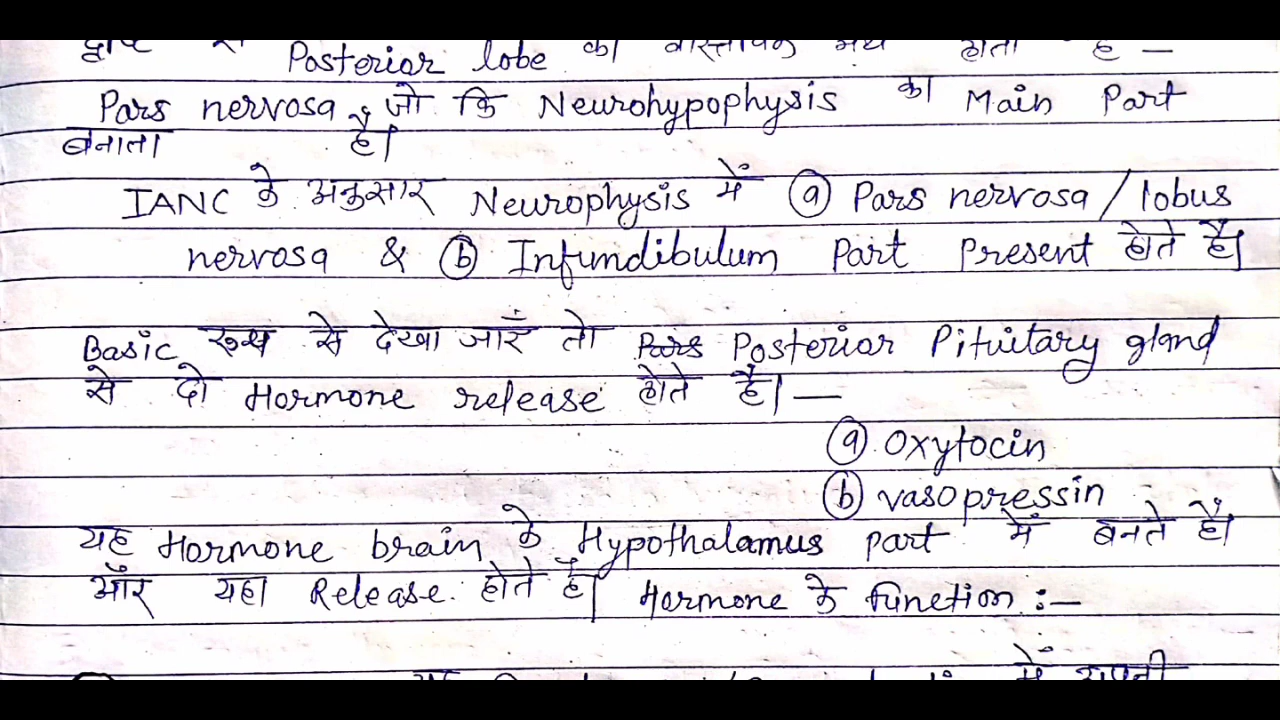 Posterior lobe का वास्तविक मध्य होता है —
Pars nervosa, जो कि Neurohypophysis का Main Part
बनाता है।
IANC के अनुसार Neurophysis में ⓐ Pars nervosa / lobus
nervosa & ⓑ Infundibulum Part Present होते हैं।
Basic रूप से देखा जाएं तो Pars Posterior Pituitary gland
से दो Hormone release होते हैं। —
ⓐ Oxytocin
ⓑ vasopressin
यह Hormone brain के Hypothalamus part में बनते हैं।
और यहा Release. होते हैं। Hormone के function :—